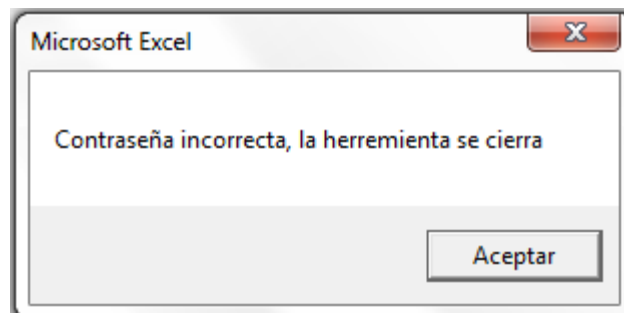 Microsoft Excel
Contraseña incorrecta, la herremienta se cierra
Aceptar